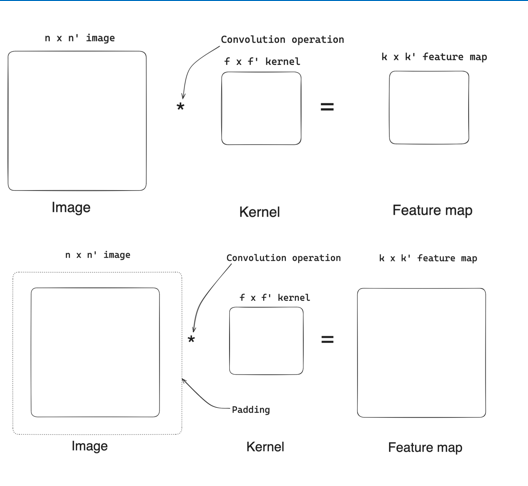 n x n' image
Convolution operation
f x f' kernel
k x k' feature map
*
=
Image
Kernel
Feature map
n x n' image
Convolution operation
k x k' feature map
f x f' kernel
*
=
Padding
Image
Kernel
Feature map